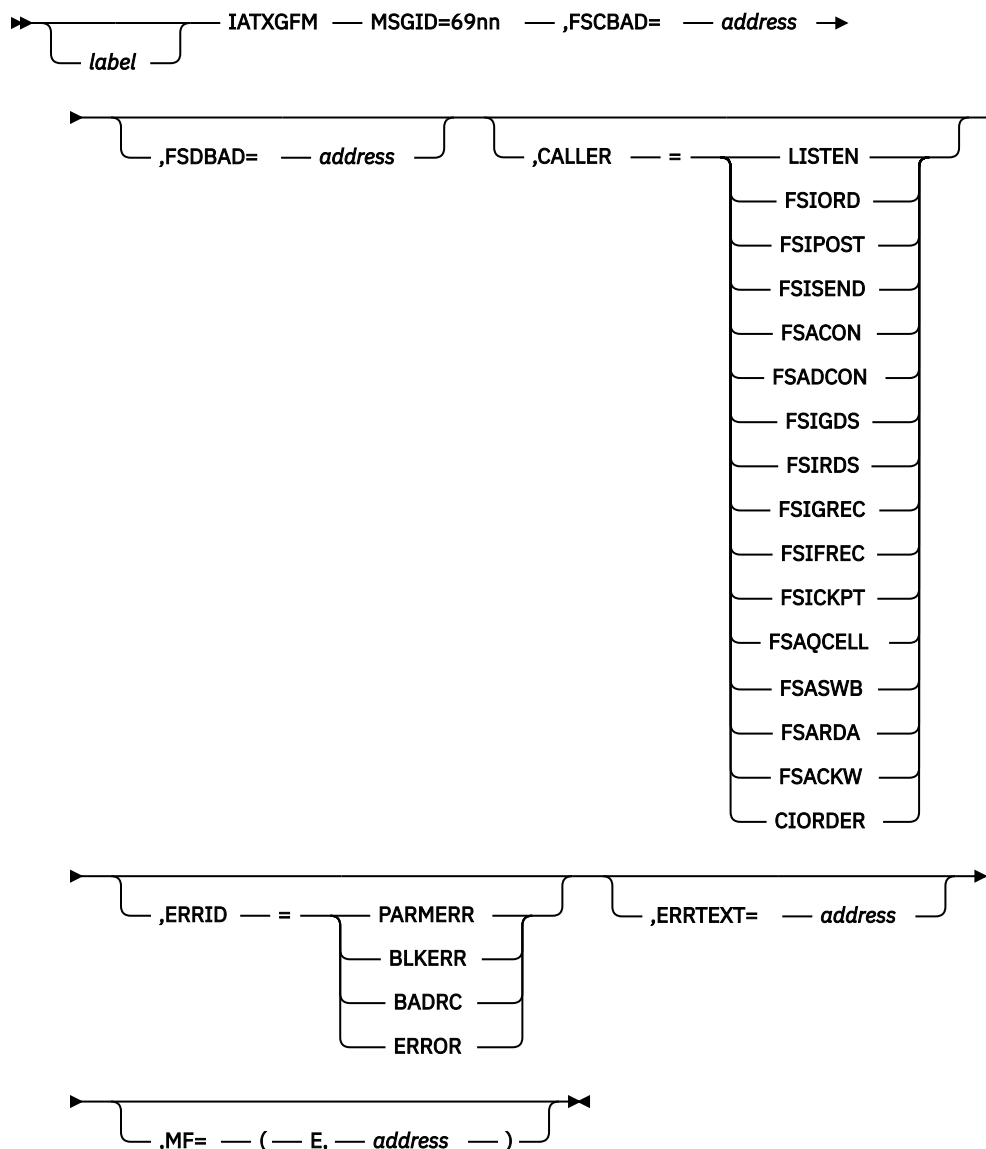 IATXGFM MSGID=69nn ,FSCBAD= address
label
,FSDBAD= address ,CALLER = LISTEN
FSIORD
FSIPOST
FSISEND
FSACON
FSADCON
FSIGDS
FSIRDS
FSIGREC
FSIFREC
FSICKPT
FSAQCELL
FSASWB
FSARDA
FSACKW
CIORDER
,ERRID = PARMERR ,ERRTEXT= address
BLKERR
BADRC
ERROR
,MF= ( E, address )